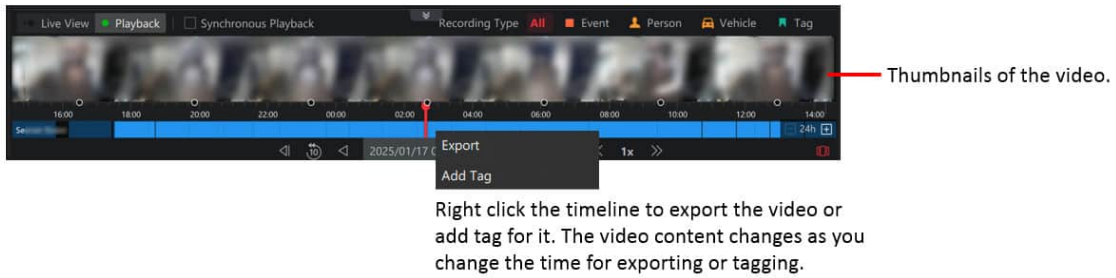 Live View Playback Synchronous Playback Recording Type All Event Person Vehicle Tag
Thumbnails of the video.
16:00 18:00 20:00 22:00 00:00 02:00 04:00 06:00 08:00 10:00 12:00 14:00
24h
10 2025/01/17 1x
Export
Add Tag
Right click the timeline to export the video or
add tag for it. The video content changes as you
change the time for exporting or tagging.